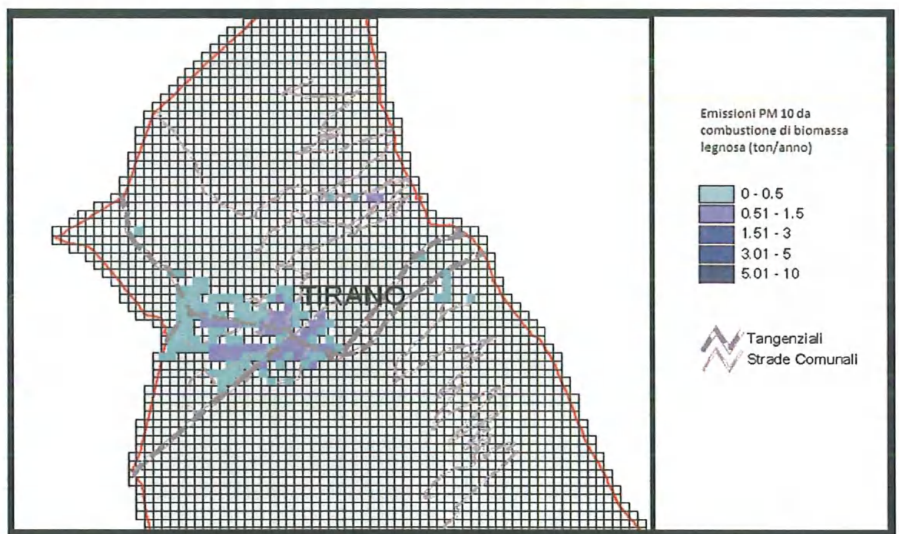 TIRANO
Emissioni PM 10 da
combustione di biomassa
legnosa (ton/anno)
0 - 0.5
0.51 - 1.5
1.51 - 3
3.01 - 5
5.01 - 10
Tangenziali
Strade Comunali